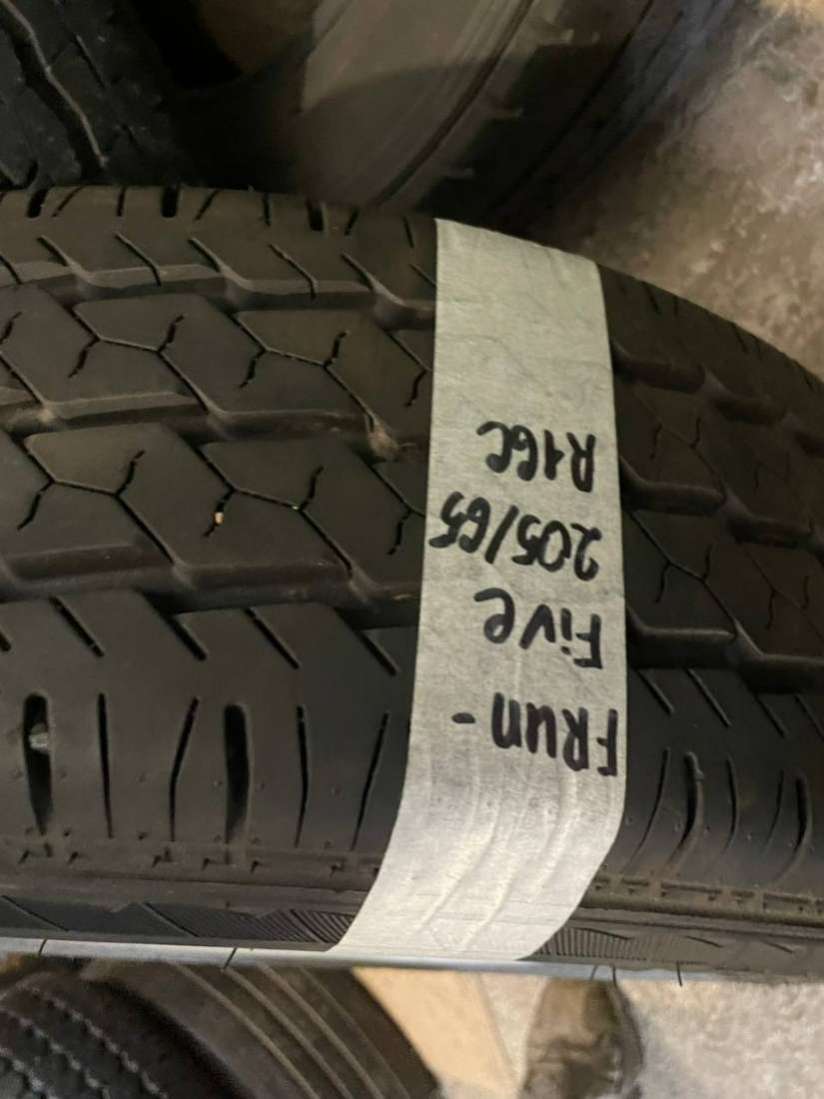 FRun-
Five
205/65
R16C